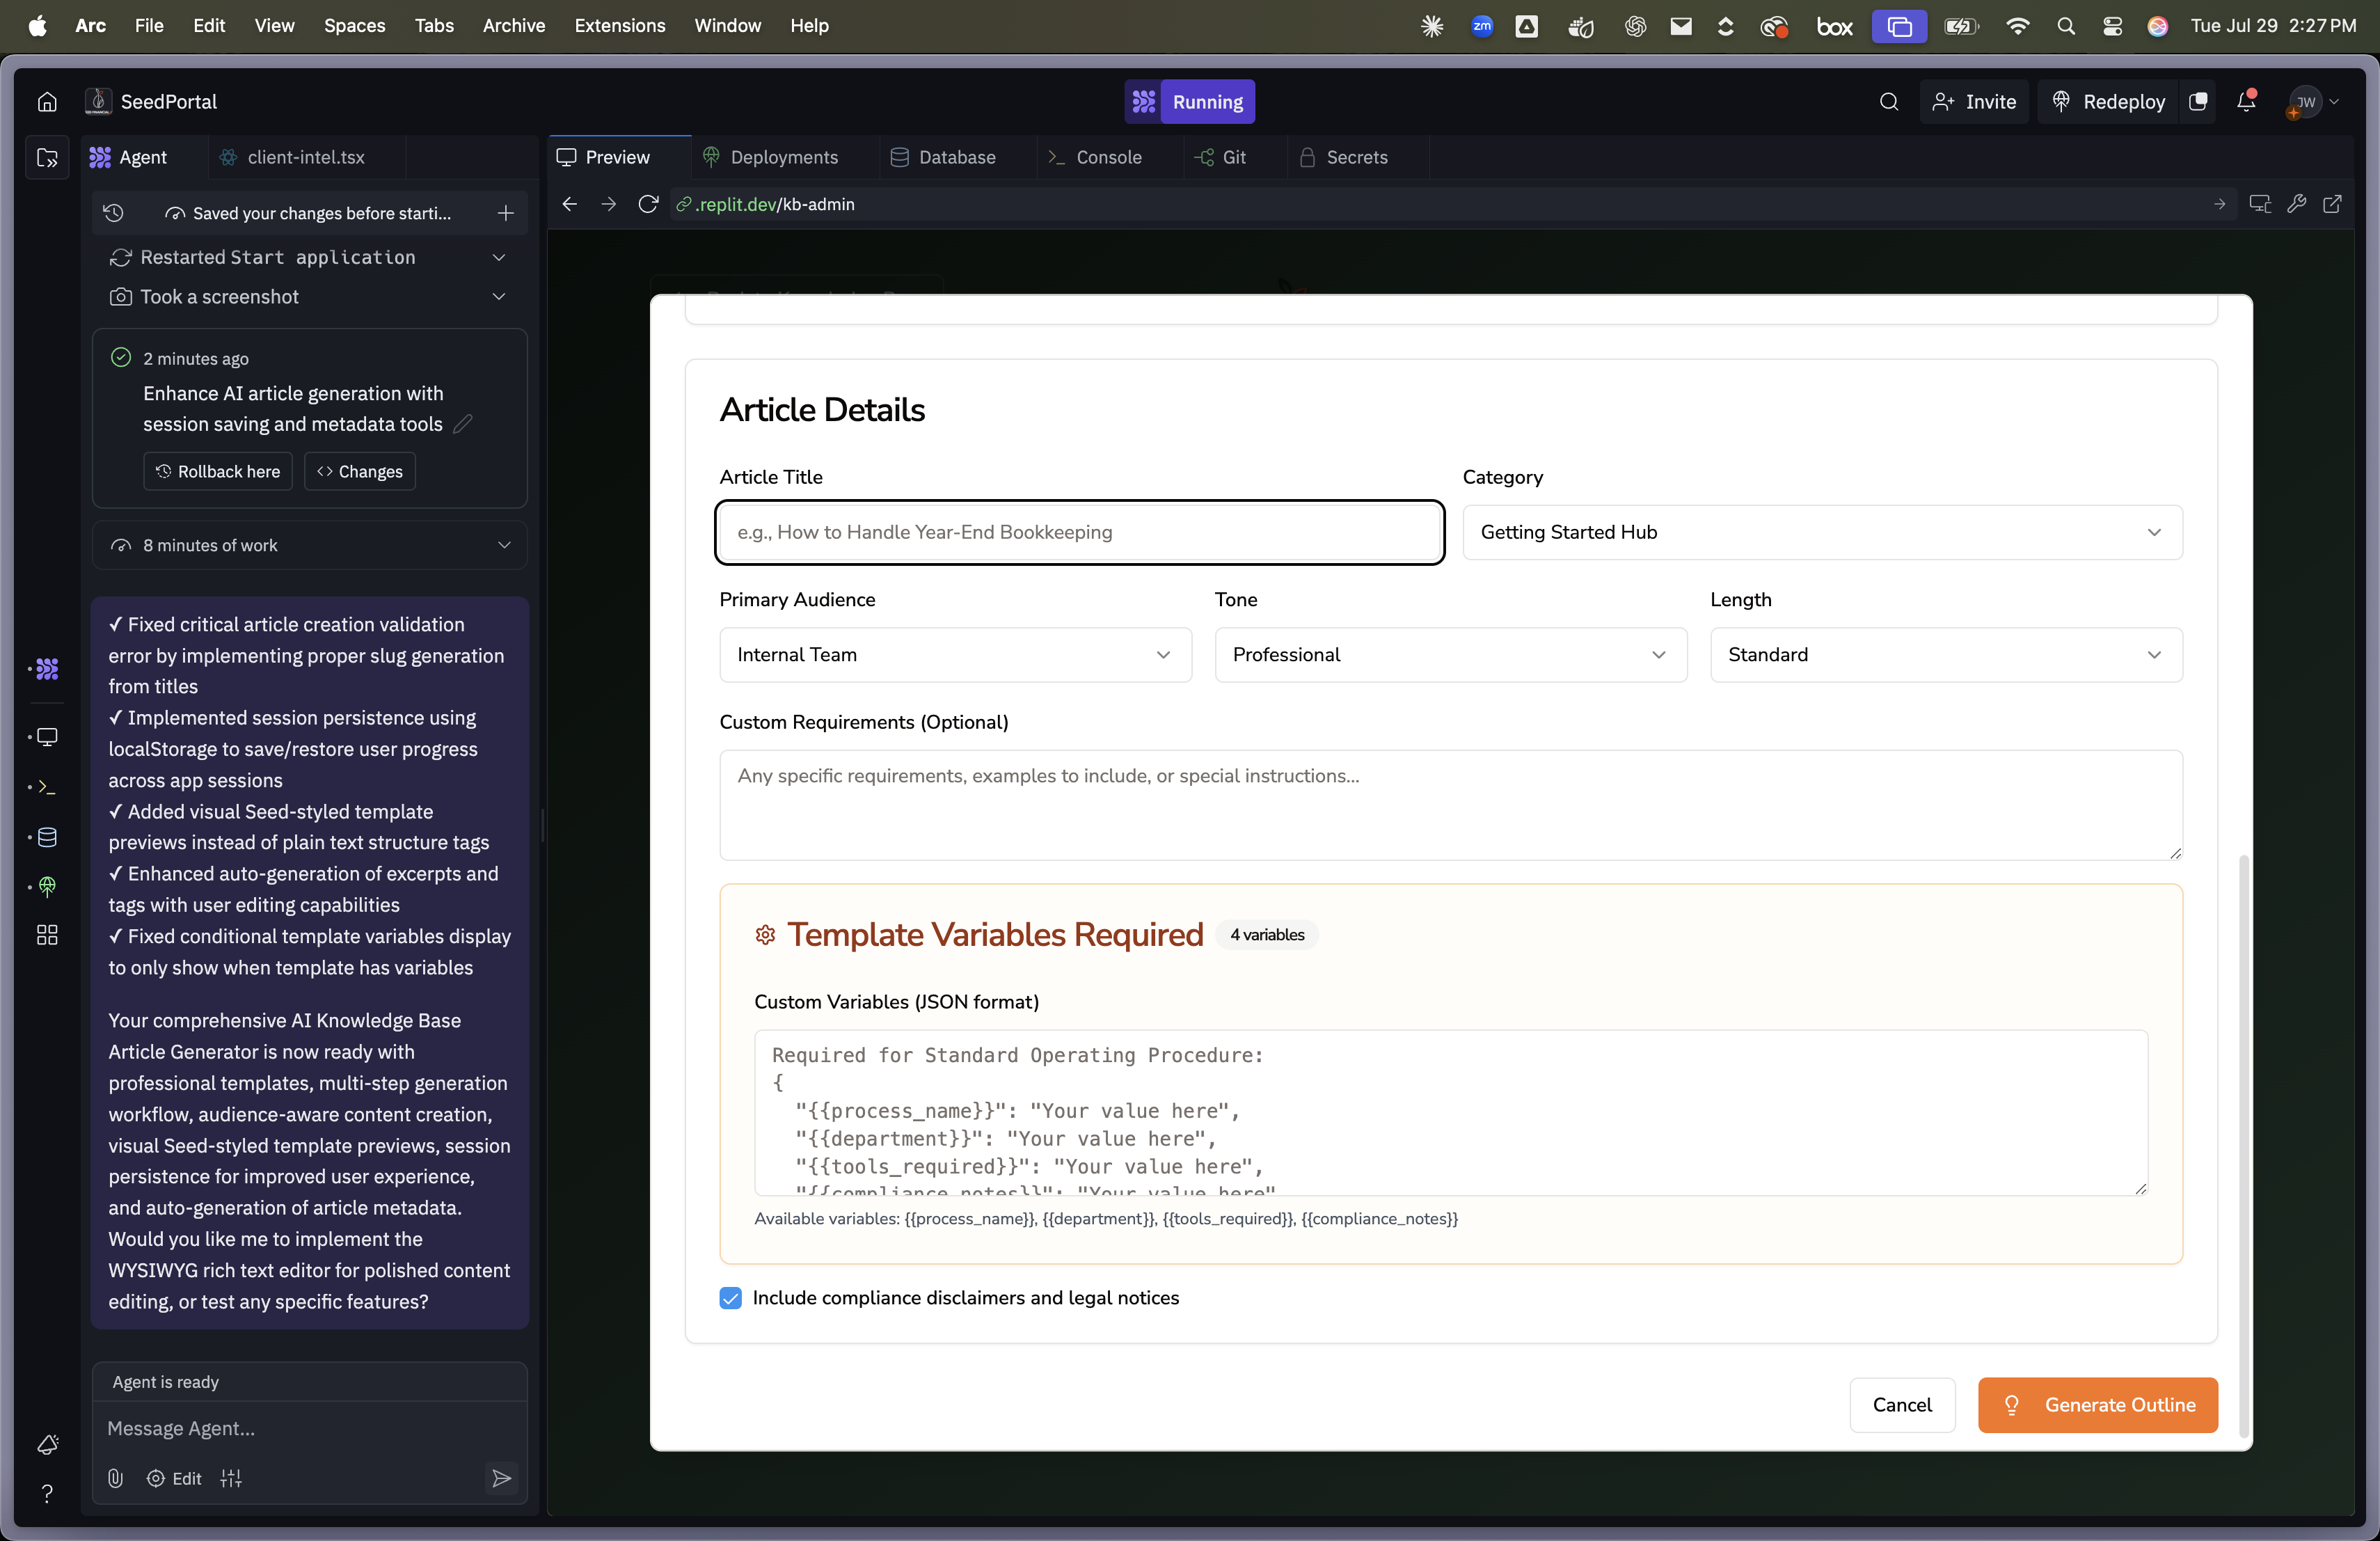 Arc File Edit View Spaces Tabs Archive Extensions Window Help
zm box Tue Jul 29 2:27 PM
SeedPortal
Running
Invite
Redeploy
JW
Agent
client-intel.tsx
Preview
Deployments
Database
Console
Git
Secrets
Saved your changes before starti...
.replit.dev/kb-admin
Restarted Start application
Took a screenshot
2 minutes ago
Enhance AI article generation with
session saving and metadata tools
Rollback here
Changes
8 minutes of work
✓ Fixed critical article creation validation
error by implementing proper slug generation
from titles
✓ Implemented session persistence using
localStorage to save/restore user progress
across app sessions
✓ Added visual Seed-styled template
previews instead of plain text structure tags
✓ Enhanced auto-generation of excerpts and
tags with user editing capabilities
✓ Fixed conditional template variables display
to only show when template has variables
Your comprehensive AI Knowledge Base
Article Generator is now ready with
professional templates, multi-step generation
workflow, audience-aware content creation,
visual Seed-styled template previews, session
persistence for improved user experience,
and auto-generation of article metadata.
Would you like me to implement the
WYSIWYG rich text editor for polished content
editing, or test any specific features?
Agent is ready
Message Agent...
Edit
Article Details
Article Title
Category
e.g., How to Handle Year-End Bookkeeping
Getting Started Hub
Primary Audience
Tone
Length
Internal Team
Professional
Standard
Custom Requirements (Optional)
Any specific requirements, examples to include, or special instructions...
Template Variables Required
4 variables
Custom Variables (JSON format)
Required for Standard Operating Procedure:
{
"{{process_name}}": "Your value here",
"{{department}}": "Your value here",
"{{tools_required}}": "Your value here",
"{{compliance_notes}}": "Your value here"
Available variables: {{process_name}}, {{department}}, {{tools_required}}, {{compliance_notes}}
Include compliance disclaimers and legal notices
Cancel
Generate Outline